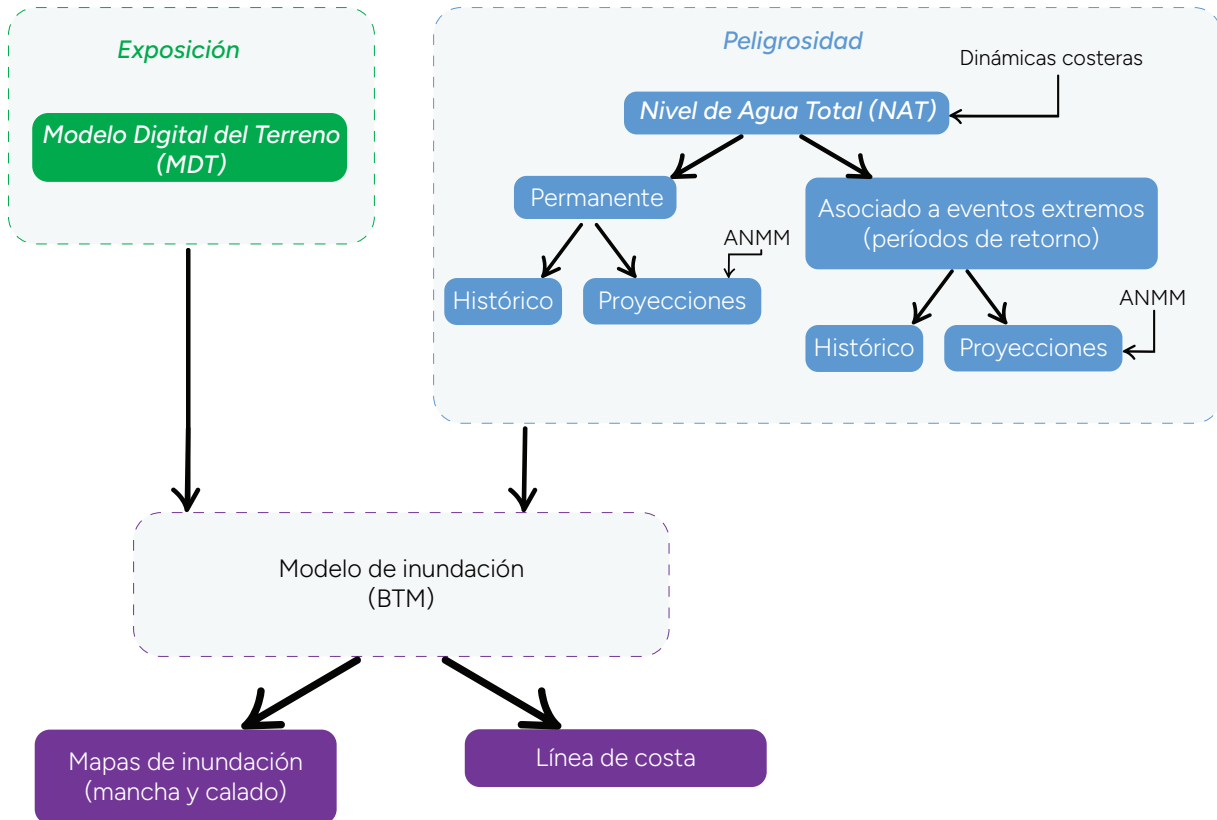 Exposición
Modelo Digital del Terreno
(MDT)
Peligrosidad
Dinámicas costeras
Nivel de Agua Total (NAT)
Permanente
Asociado a eventos extremos
(períodos de retorno)
ANMM
Histórico
Proyecciones
ANMM
Histórico
Proyecciones
Modelo de inundación
(BTM)
Mapas de inundación
(mancha y calado)
Línea de costa